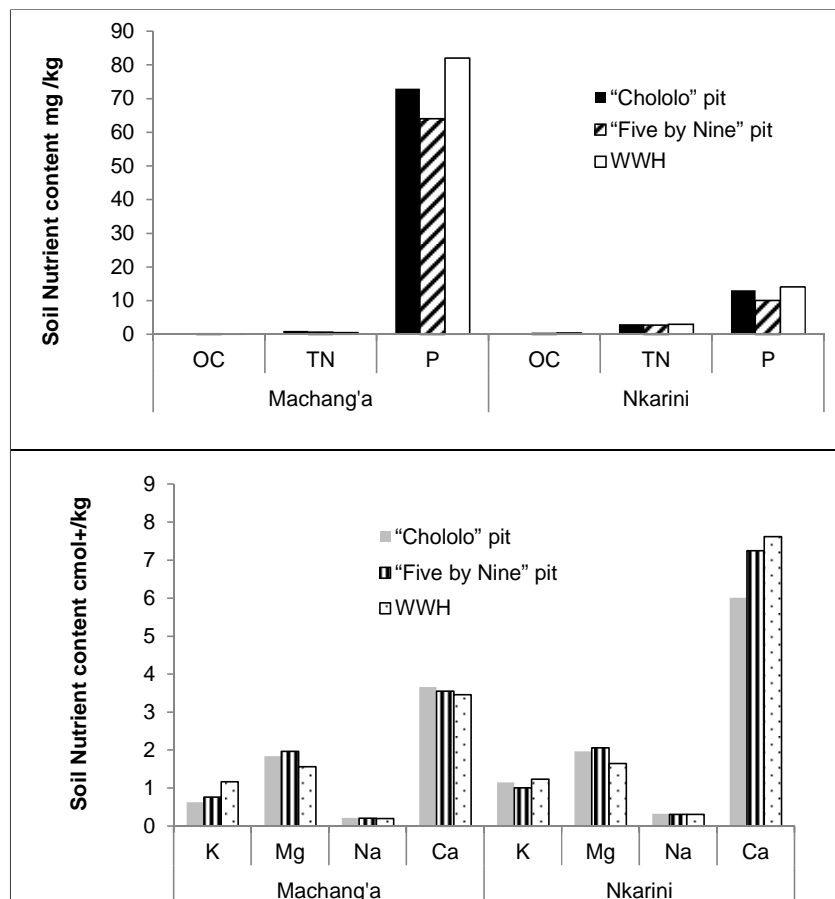 Soil Nutrient content mg /kg
90
80
70
60
50
40
30
20
10
0
“Chololo” pit
“Five by Nine” pit
WWH
OC TN P OC TN P
Machang'a Nkarini
Soil Nutrient content cmol+/kg
9
8
7
6
5
4
3
2
1
0
“Chololo” pit
“Five by Nine” pit
WWH
K Mg Na Ca K Mg Na Ca
Machang'a Nkarini